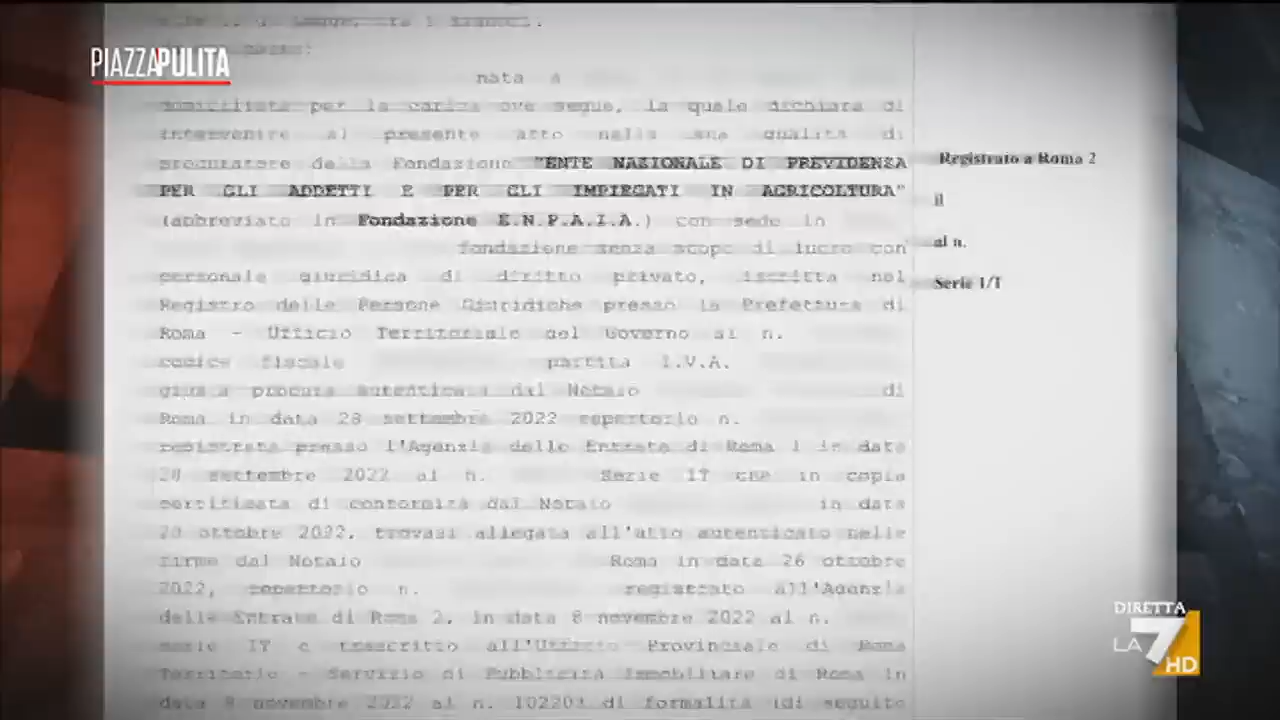 PIAZZAPULITA
nata a
domiciliata per la carica ove segue, la quale dichiara di
intervenire al presente atto nella sua qualità di
procuratore della Fondazione "ENTE NAZIONALE DI PREVIDENZA
PER GLI ADDETTI E PER GLI IMPIEGATI IN AGRICOLTURA"
(abbreviato in Fondazione E.N.P.A.I.A.) con sede in
fondazione senza scopo di lucro con
personale giuridica di diritto privato, iscritta nel
Registro delle Persone Giuridiche presso la Prefettura di
Roma - Ufficio Territoriale del Governo al n.
codice fiscale partita I.V.A.
giusta procura autenticata dal Notaio di
Roma in data 28 settembre 2022 repertorio n.
registrata presso l'Agenzia delle Entrate di Roma 1 in data
settembre 2022 al n. Serie 1T che in copia
certificata di conformità dal Notaio in data
ottobre 2022, trovasi allegata all'atto autenticato nelle
firme dal Notaio Roma in data 26 ottobre
2022, repertorio n. registrato all'Agenzia
delle Entrate di Roma 2, in data 8 novembre 2022 al n.
serie 1T e trascritto all'Ufficio Provinciale di Roma
Territorio - Servizio di Pubblicità Immobiliare di Roma in
data 8 novembre 2022 al n. di formalità (di seguito
Registrato a Roma 2
il
al n.
Serie 1/T
DIRETTA
LA7
HD